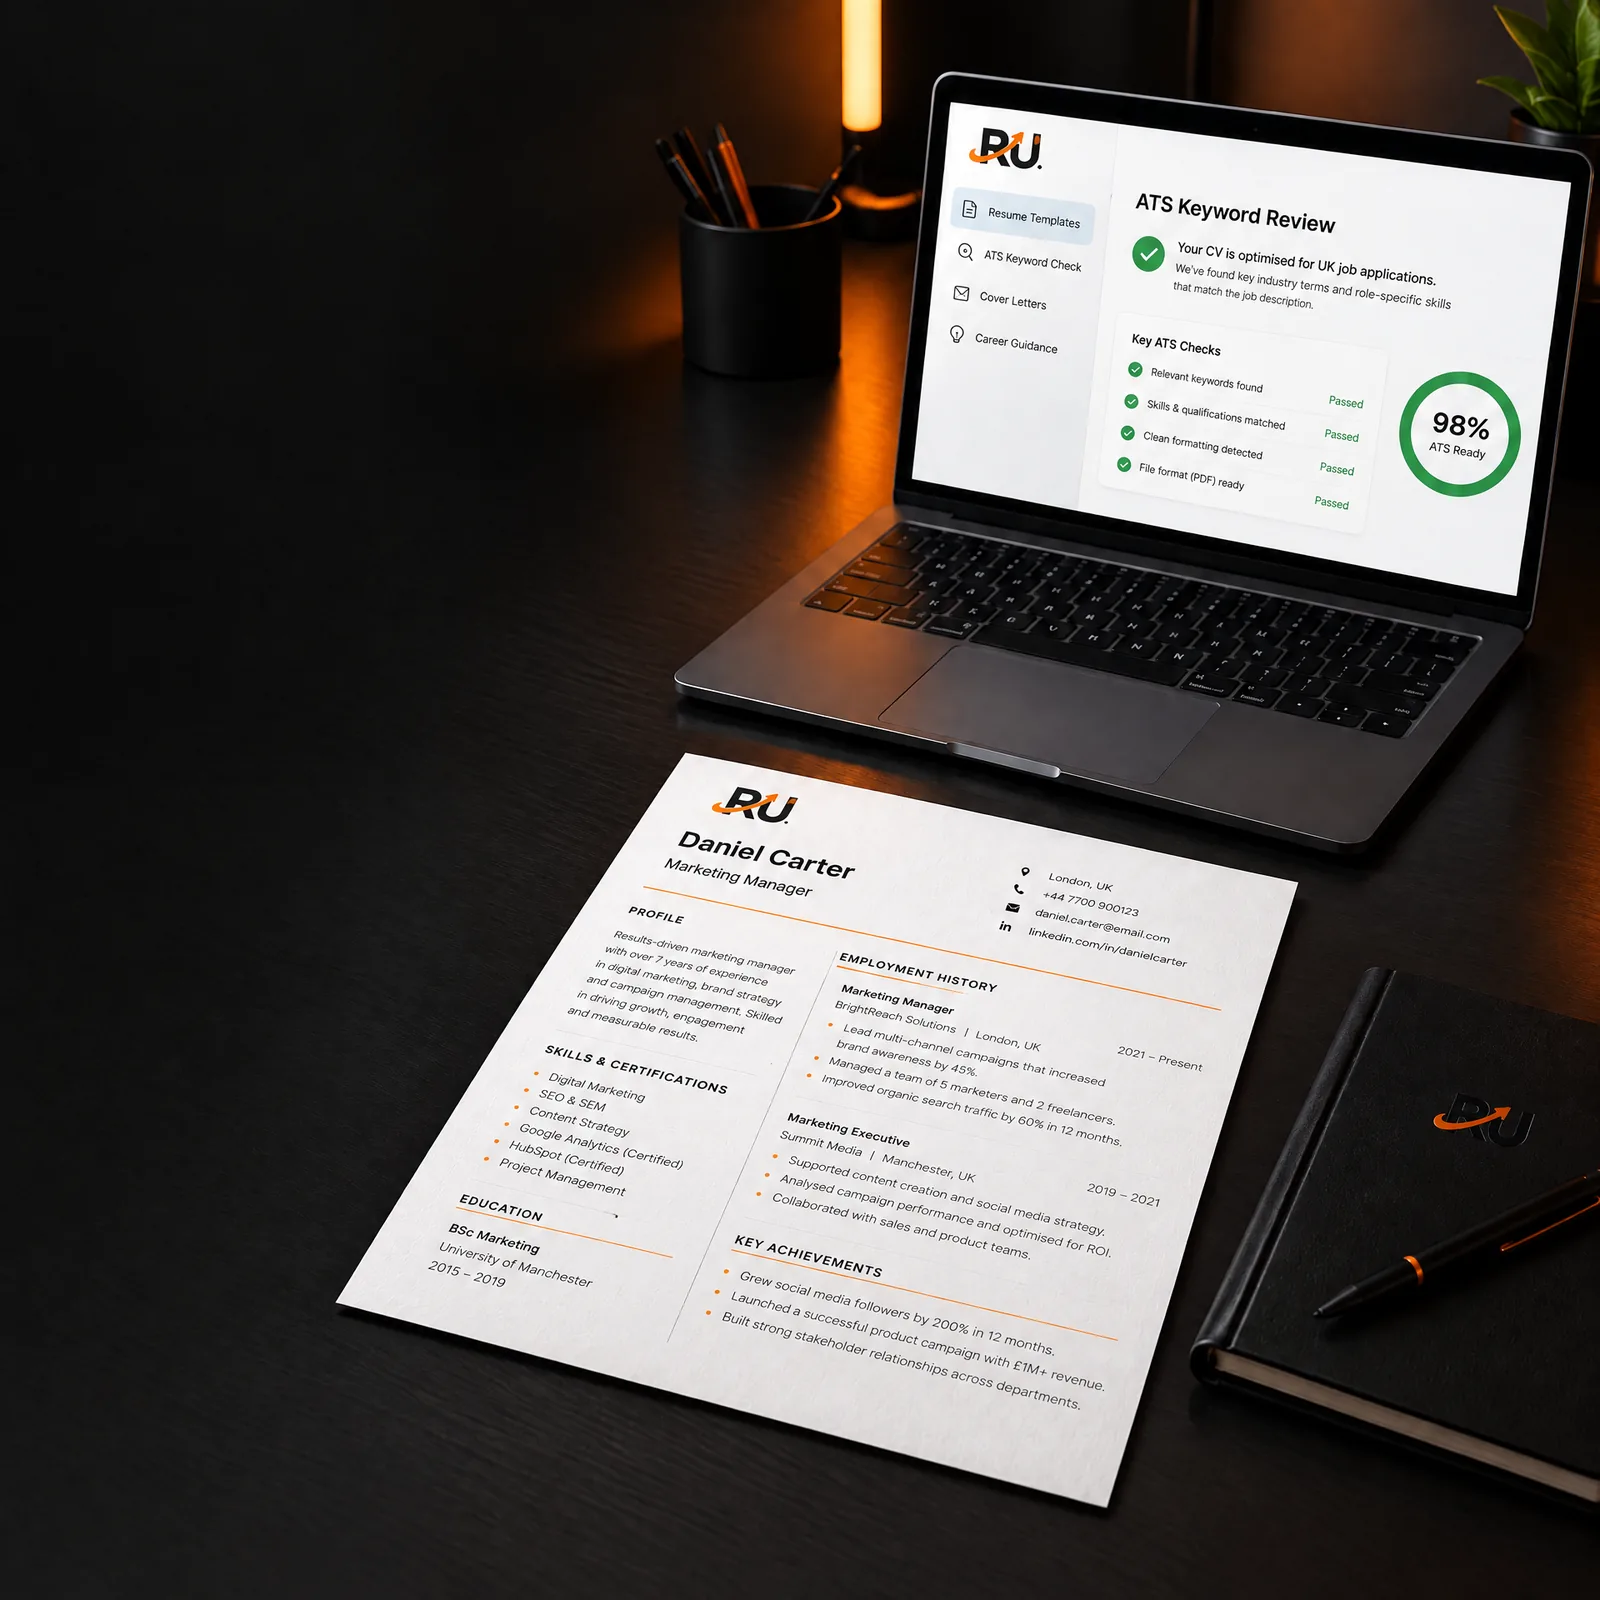 RU.
Resume Templates
ATS Keyword Check
Cover Letters
Career Guidance
ATS Keyword Review
Your CV is optimised for UK job applications.
We've found key industry terms and role-specific skills
that match the job description.
Key ATS Checks
Relevant keywords found Passed
Skills & qualifications matched Passed
Clean formatting detected Passed
File format (PDF) ready Passed
98%
ATS Ready
RU.
Daniel Carter
Marketing Manager
London, UK
+44 7700 900123
daniel.carter@email.com
in linkedin.com/in/danielcarter
PROFILE
Results-driven marketing manager
with over 7 years of experience
in digital marketing, brand strategy
and campaign management. Skilled
in driving growth, engagement
and measurable results.
SKILLS & CERTIFICATIONS
Digital Marketing
SEO & SEM
Content Strategy
Google Analytics (Certified)
HubSpot (Certified)
Project Management
EDUCATION
BSc Marketing
University of Manchester
2015 – 2019
EMPLOYMENT HISTORY
Marketing Manager
BrightReach Solutions | London, UK
2021 – Present
Lead multi-channel campaigns that increased
brand awareness by 45%.
Managed a team of 5 marketers and 2 freelancers.
Improved organic search traffic by 60% in 12 months.
Marketing Executive
Summit Media | Manchester, UK
2019 – 2021
Supported content creation and social media strategy.
Analysed campaign performance and optimised for ROI.
Collaborated with sales and product teams.
KEY ACHIEVEMENTS
Grew social media followers by 200% in 12 months.
Launched a successful product campaign with £1M+ revenue.
Built strong stakeholder relationships across departments.
RU